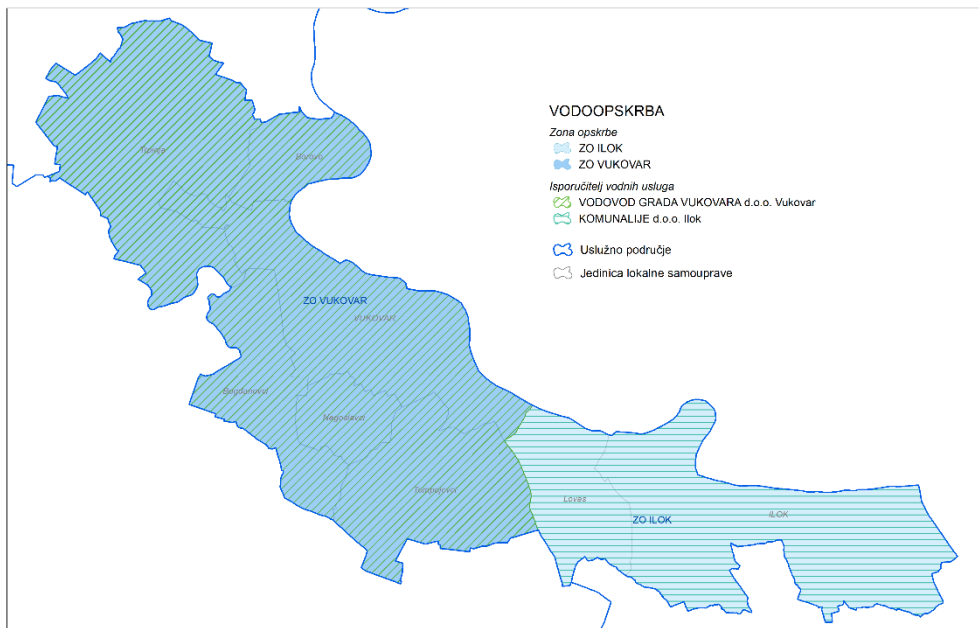 VODOOPSKRBA
Zona opskrbe
ZO ILOK
ZO VUKOVAR
Isporučitelj vodnih usluga
VODOVOD GRADA VUKOVARA d.o.o. Vukovar
KOMUNALIJE d.o.o. Ilok
Uslužno područje
Jedinica lokalne samouprave
Trpinja
Borovo
ZO VUKOVAR
VUKOVAR
Bogdanovci
Negoslavci
Tompojevci
Lovas
ILOK
ZO ILOK